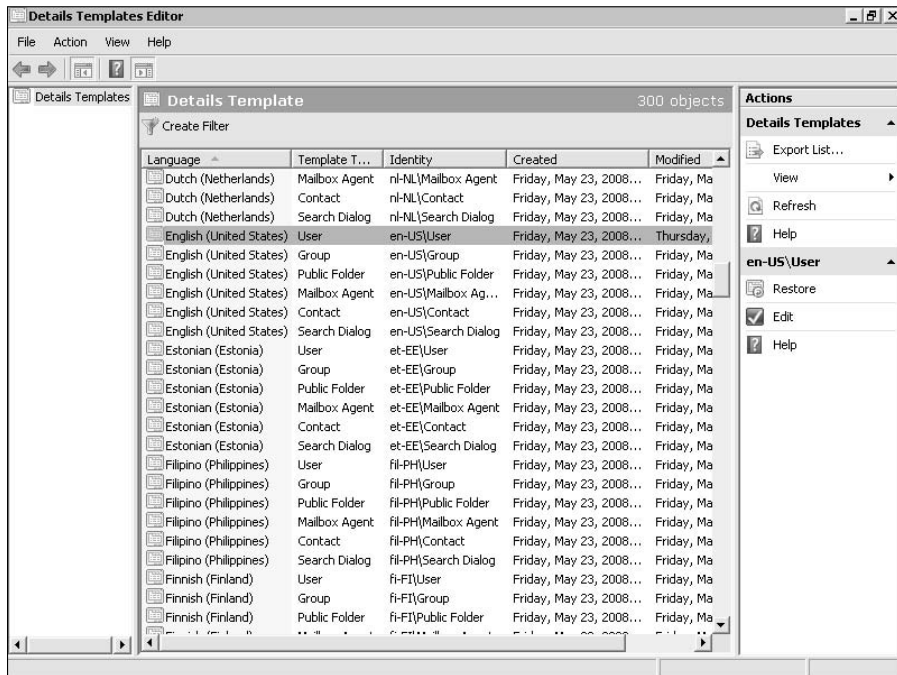 Details Templates Editor
File Action View Help
Details Templates
Details Template 300 objects
Create Filter
Language Template T... Identity Created Modified
Dutch (Netherlands) Mailbox Agent nl-NL\Mailbox Agent Friday, May 23, 2008... Friday, Ma
Dutch (Netherlands) Contact nl-NL\Contact Friday, May 23, 2008... Friday, Ma
Dutch (Netherlands) Search Dialog nl-NL\Search Dialog Friday, May 23, 2008... Friday, Ma
English (United States) User en-US\User Friday, May 23, 2008... Thursday,
English (United States) Group en-US\Group Friday, May 23, 2008... Friday, Ma
English (United States) Public Folder en-US\Public Folder Friday, May 23, 2008... Friday, Ma
English (United States) Mailbox Agent en-US\Mailbox Ag... Friday, May 23, 2008... Friday, Ma
English (United States) Contact en-US\Contact Friday, May 23, 2008... Friday, Ma
English (United States) Search Dialog en-US\Search Dialog Friday, May 23, 2008... Friday, Ma
Estonian (Estonia) User et-EE\User Friday, May 23, 2008... Friday, Ma
Estonian (Estonia) Group et-EE\Group Friday, May 23, 2008... Friday, Ma
Estonian (Estonia) Public Folder et-EE\Public Folder Friday, May 23, 2008... Friday, Ma
Estonian (Estonia) Mailbox Agent et-EE\Mailbox Agent Friday, May 23, 2008... Friday, Ma
Estonian (Estonia) Contact et-EE\Contact Friday, May 23, 2008... Friday, Ma
Estonian (Estonia) Search Dialog et-EE\Search Dialog Friday, May 23, 2008... Friday, Ma
Filipino (Philippines) User fil-PH\User Friday, May 23, 2008... Friday, Ma
Filipino (Philippines) Group fil-PH\Group Friday, May 23, 2008... Friday, Ma
Filipino (Philippines) Public Folder fil-PH\Public Folder Friday, May 23, 2008... Friday, Ma
Filipino (Philippines) Mailbox Agent fil-PH\Mailbox Agent Friday, May 23, 2008... Friday, Ma
Filipino (Philippines) Contact fil-PH\Contact Friday, May 23, 2008... Friday, Ma
Filipino (Philippines) Search Dialog fil-PH\Search Dialog Friday, May 23, 2008... Friday, Ma
Finnish (Finland) User fi-FI\User Friday, May 23, 2008... Friday, Ma
Finnish (Finland) Group fi-FI\Group Friday, May 23, 2008... Friday, Ma
Finnish (Finland) Public Folder fi-FI\Public Folder Friday, May 23, 2008... Friday, Ma
Actions
Details Templates
Export List...
View
Refresh
Help
en-US\User
Restore
Edit
Help